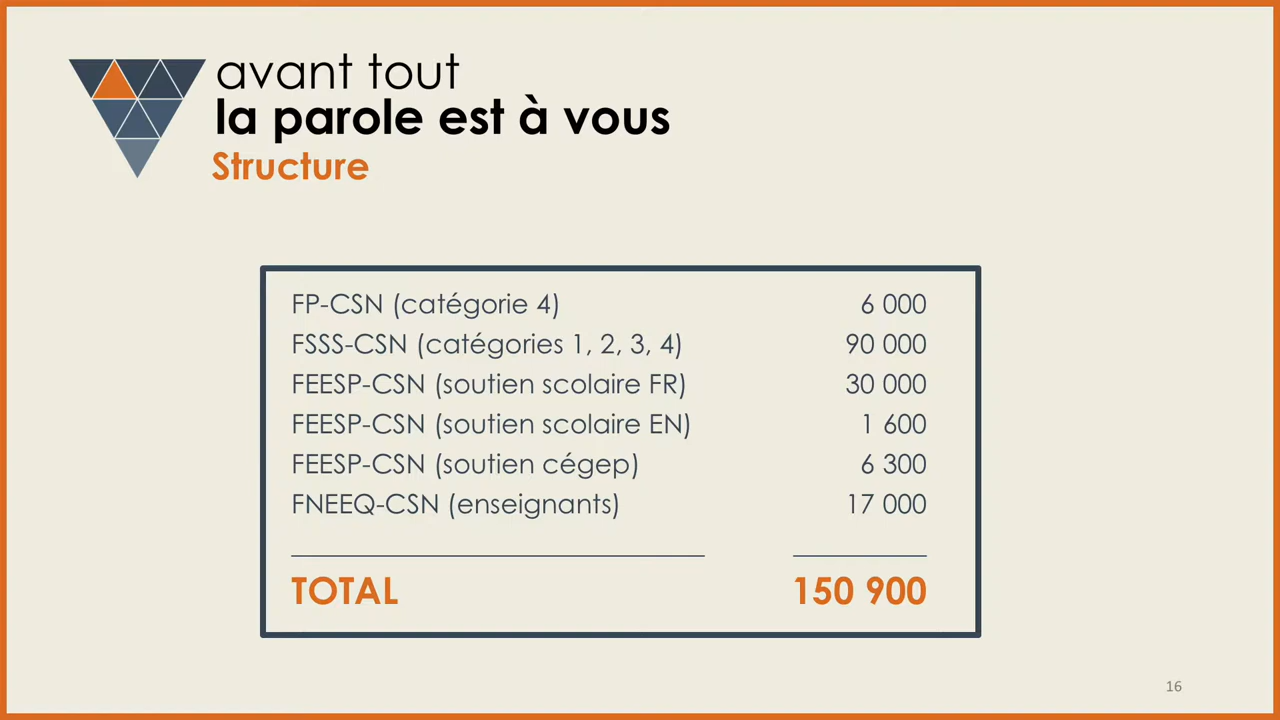 avant tout
la parole est à vous
Structure
FP-CSN (catégorie 4) 6 000
FSSS-CSN (catégories 1, 2, 3, 4) 90 000
FEESP-CSN (soutien scolaire FR) 30 000
FEESP-CSN (soutien scolaire EN) 1 600
FEESP-CSN (soutien cégep) 6 300
FNEEQ-CSN (enseignants) 17 000
TOTAL 150 900
16